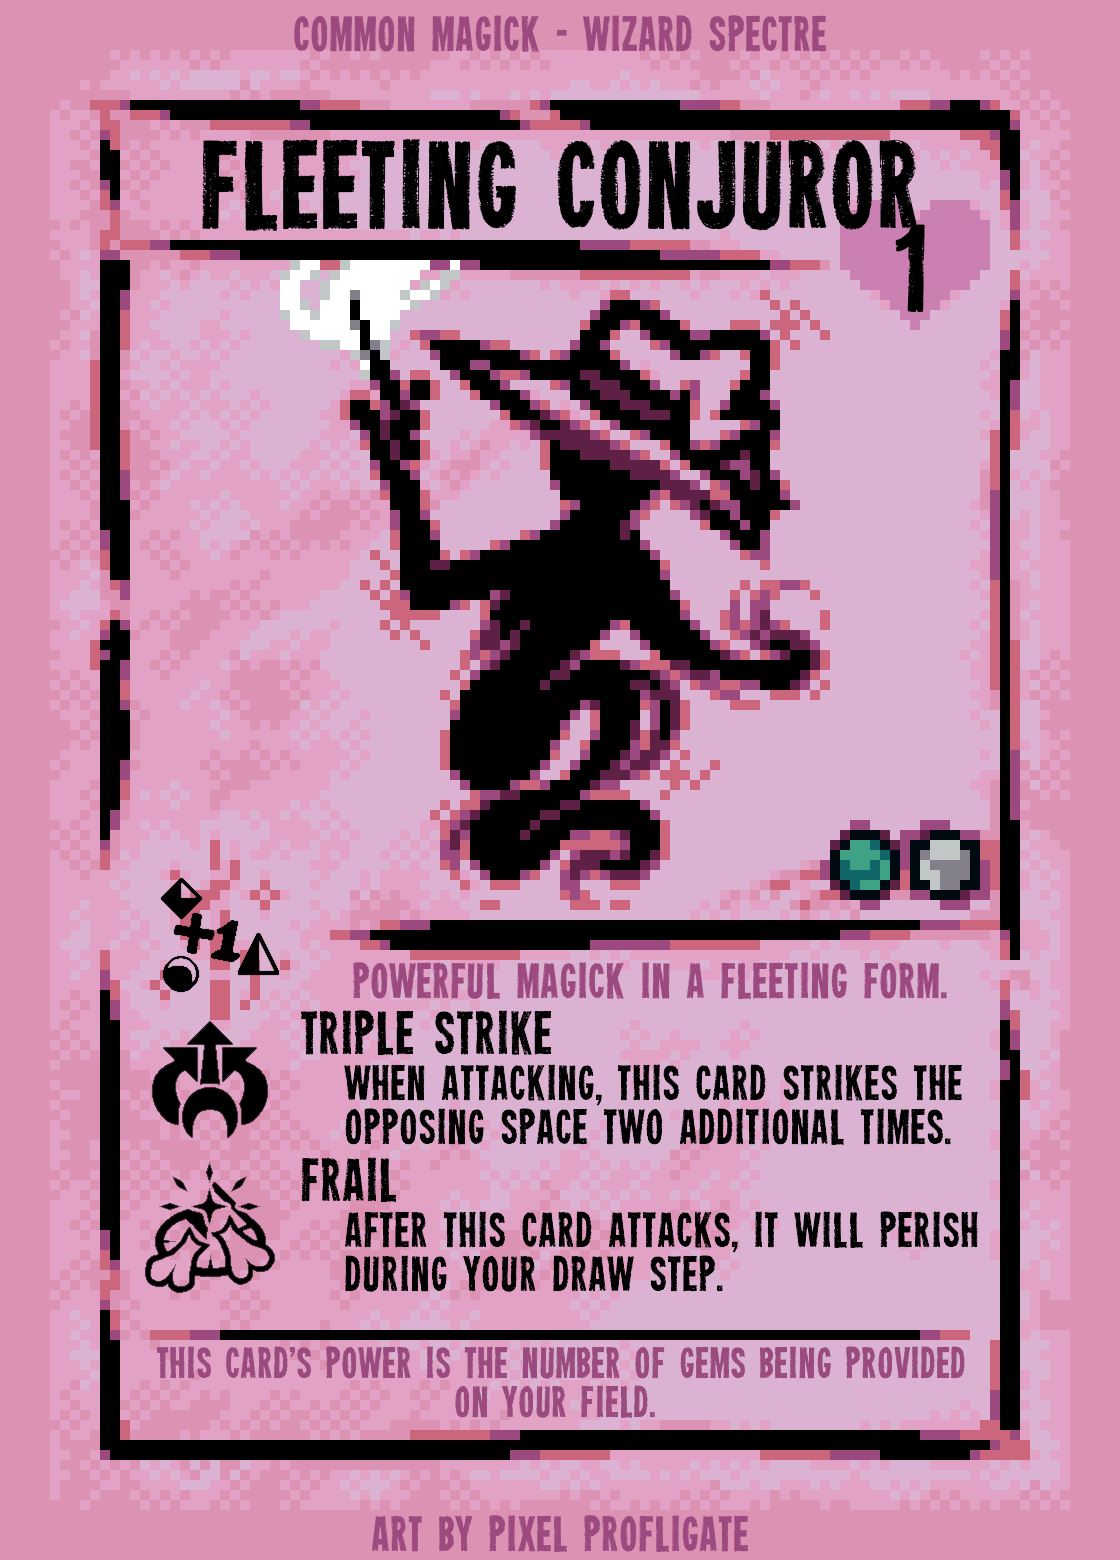 COMMON MAGICK - WIZARD SPECTRE
FLEETING CONJUROR
1
+1
POWERFUL MAGICK IN A FLEETING FORM.
TRIPLE STRIKE
WHEN ATTACKING, THIS CARD STRIKES THE
OPPOSING SPACE TWO ADDITIONAL TIMES.
FRAIL
AFTER THIS CARD ATTACKS, IT WILL PERISH
DURING YOUR DRAW STEP.
THIS CARD'S POWER IS THE NUMBER OF GEMS BEING PROVIDED
ON YOUR FIELD.
ART BY PIXEL PROFLIGATE